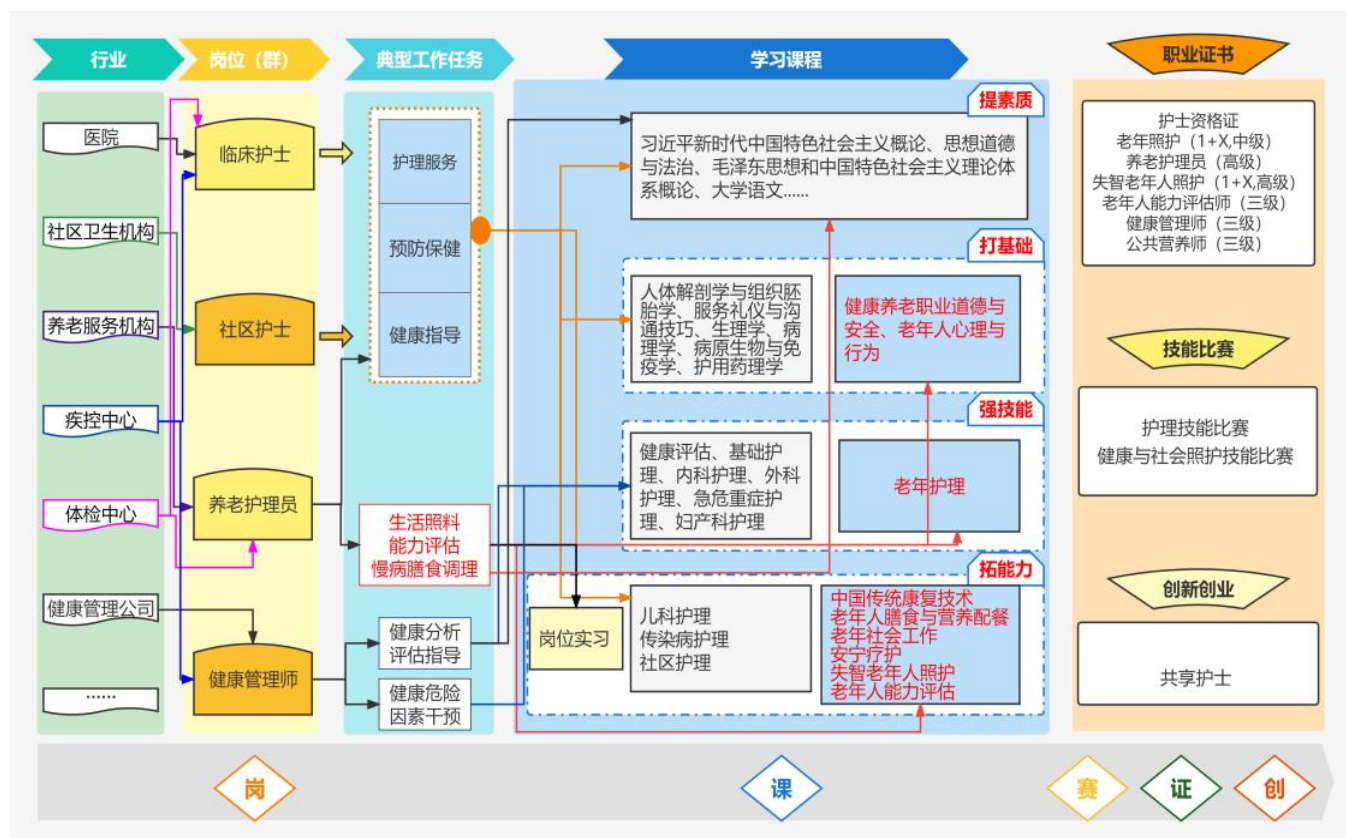 行业
岗位（群）
典型工作任务
学习课程
职业证书
医院
社区卫生机构
养老服务机构
疾控中心
体检中心
健康管理公司
……
临床护士
社区护士
养老护理员
健康管理师
护理服务
预防保健
健康指导
生活照料
能力评估
慢病膳食调理
健康分析
评估指导
健康危险
因素干预
提素质
习近平新时代中国特色社会主义概论、思想道德
与法治、毛泽东思想和中国特色社会主义理论体
系概论、大学语文……
打基础
人体解剖学与组织胚
胎学、服务礼仪与沟
通技巧、生理学、病
理学、病原生物与免
疫学、护用药理学
健康养老职业道德与
安全、老年人心理与
行为
强技能
健康评估、基础护
理、内科护理、外科
护理、急危重症护
理、妇产科护理
老年护理
拓能力
岗位实习
儿科护理
传染病护理
社区护理
中国传统康复技术
老年人膳食与营养配餐
老年社会工作
安宁疗护
失智老年人照护
老年人能力评估
护士资格证
老年照护（1+X,中级）
养老护理员（高级）
失智老年人照护（1+X,高级）
老年人能力评估师（三级）
健康管理师（三级）
公共营养师（三级）
技能比赛
护理技能比赛
健康与社会照护技能比赛
创新创业
共享护士
岗
课
赛
证
创